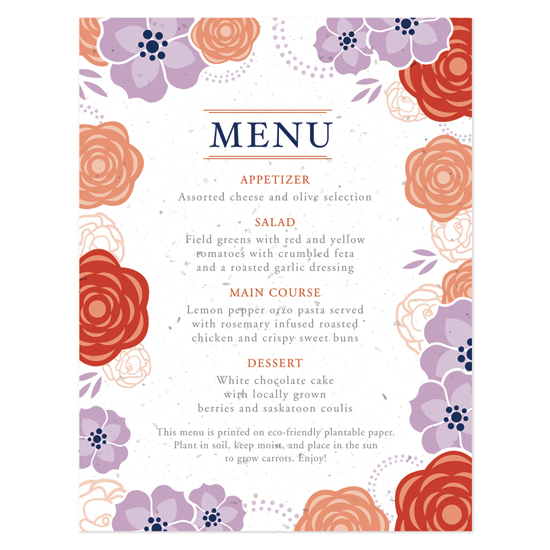 MENU
APPETIZER
Assorted cheese and olive selection
SALAD
Field greens with red and yellow
tomatoes with crumbled feta
and a roasted garlic dressing
MAIN COURSE
Lemon pepper orzo pasta served
with rosemary infused roasted
chicken and crispy sweet buns
DESSERT
White chocolate cake
with locally grown
berries and saskatoon coulis
This menu is printed on eco-friendly plantable paper.
Plant in soil, keep moist, and place in the sun
to grow carrots. Enjoy!